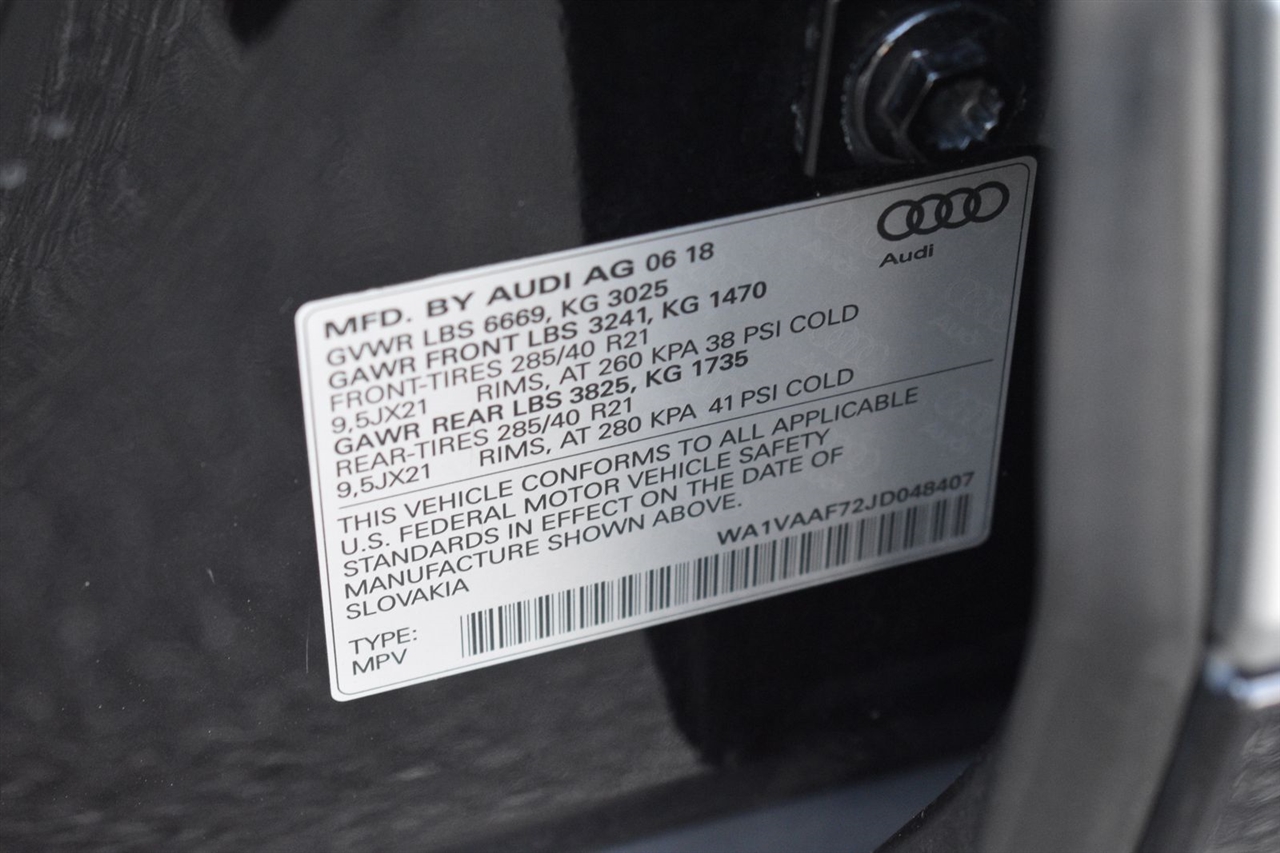 Audi
MFD. BY AUDI AG 06 18
GVWR LBS 6669, KG 3025
GAWR FRONT LBS 3241, KG 1470
FRONT-TIRES 285/40 R21
9,5JX21 RIMS, AT 260 KPA 38 PSI COLD
GAWR REAR LBS 3825, KG 1735
REAR-TIRES 285/40 R21
9,5JX21 RIMS, AT 280 KPA 41 PSI COLD
THIS VEHICLE CONFORMS TO ALL APPLICABLE
U.S. FEDERAL MOTOR VEHICLE SAFETY
STANDARDS IN EFFECT ON THE DATE OF
MANUFACTURE SHOWN ABOVE.
SLOVAKIA
WA1VAAF72JD048407
TYPE:
MPV